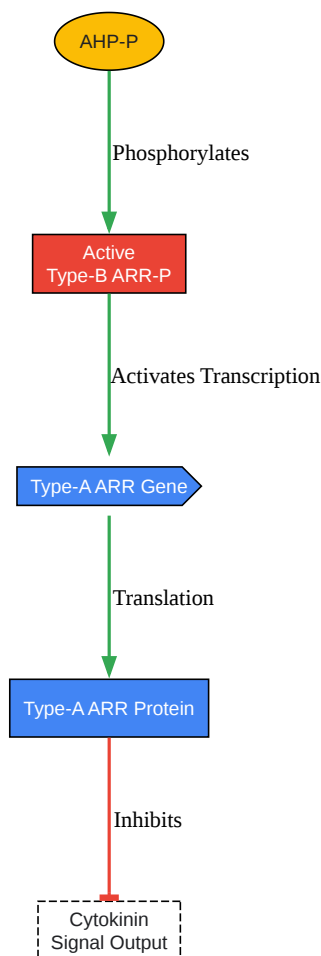 AHP-P
Phosphorylates
Active
Type-B ARR-P
Activates Transcription
Type-A ARR Gene
Translation
Type-A ARR Protein
Inhibits
Cytokinin
Signal Output